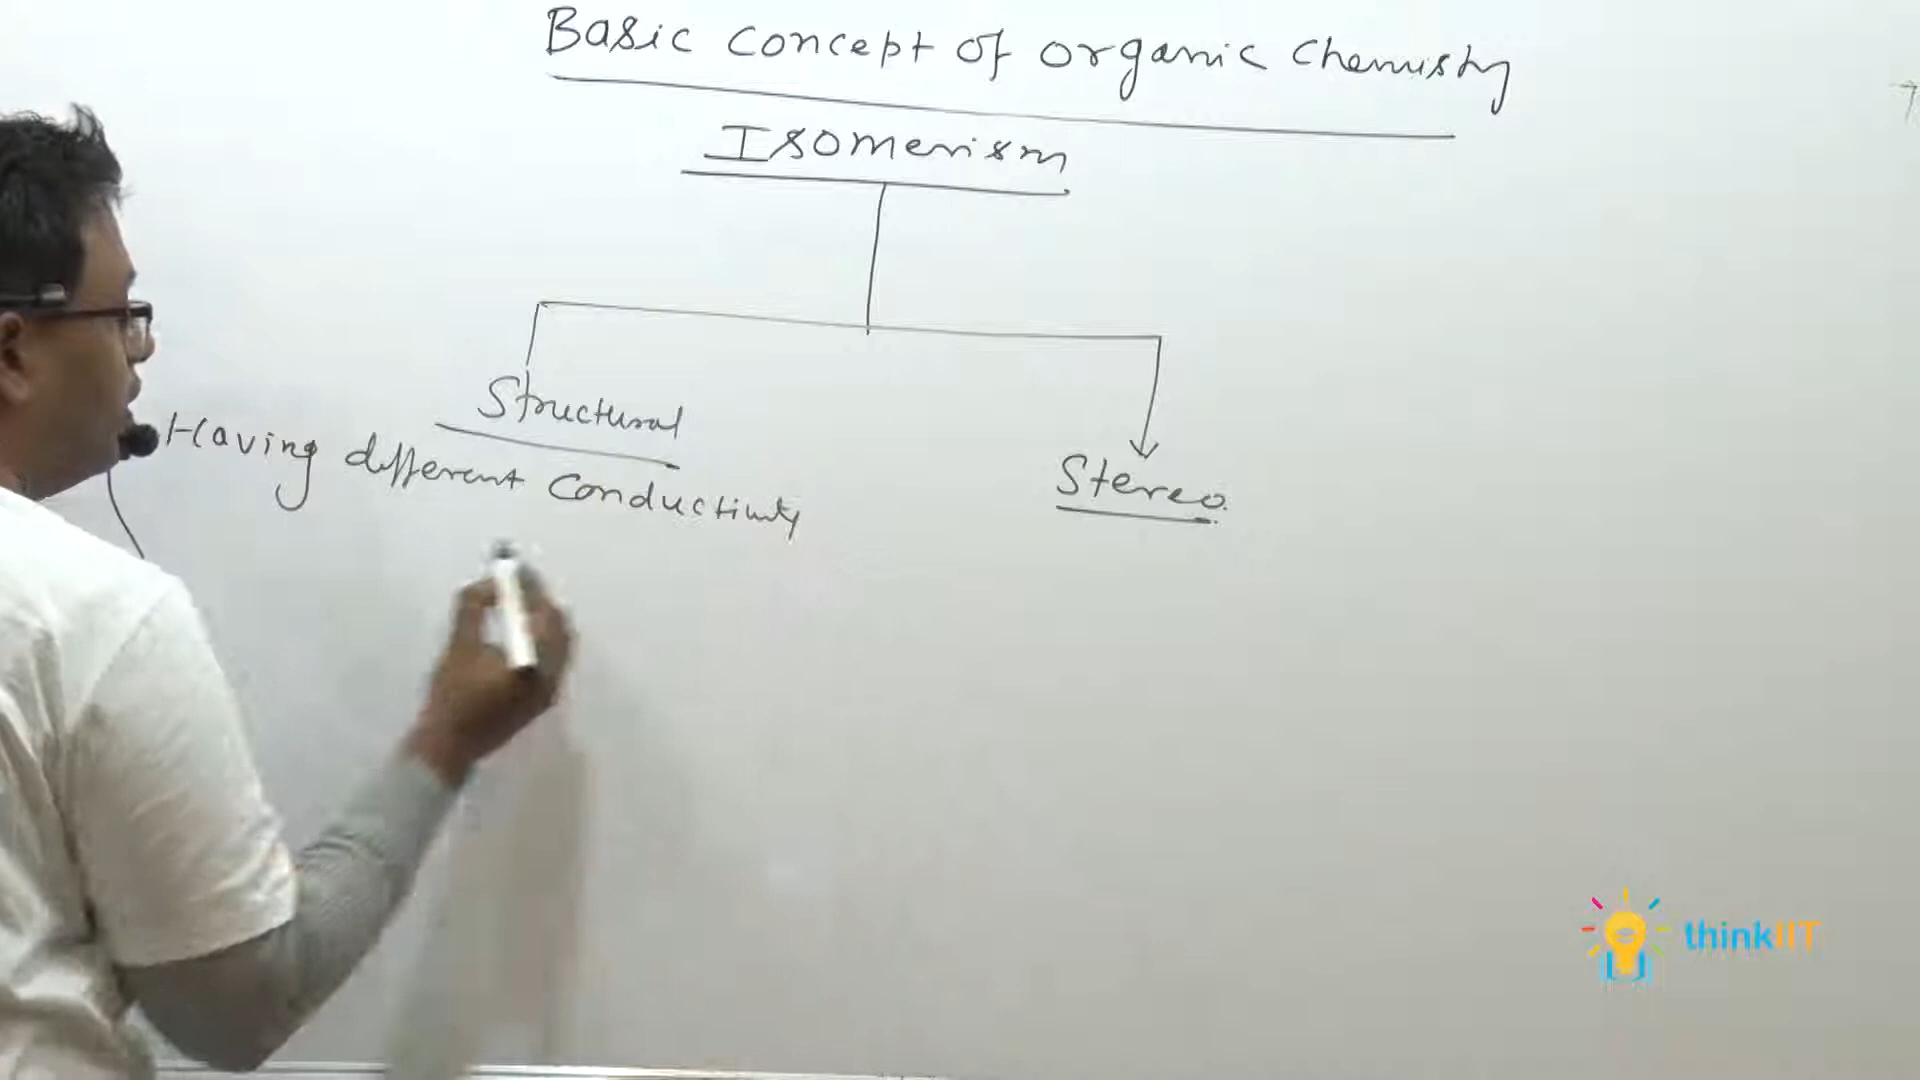 Basic concept of organic chemistry
Isomerism
Structural
Having different conductivity
Stereo
thinkIIT